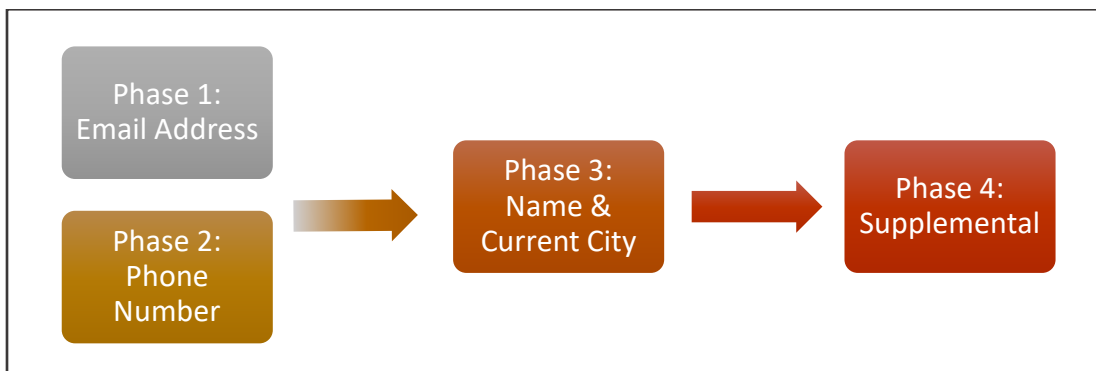 Phase 1:
Email Address
Phase 2:
Phone
Number
Phase 3:
Name &
Current City
Phase 4:
Supplemental